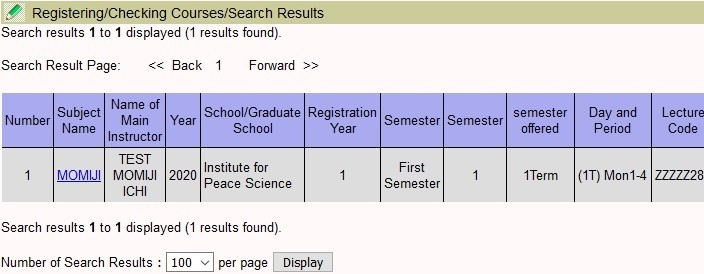 Registering/Checking Courses/Search Results
Search results 1 to 1 displayed (1 results found).
Search Result Page: << Back 1 Forward >>
Number Subject Name Name of Main Instructor Year School/Graduate School Registration Year Semester Semester semester offered Day and Period Lecture Code
1 MOMIJI TEST MOMIJI ICHI 2020 Institute for Peace Science 1 First Semester 1 1Term (1T) Mon1-4 ZZZZZ28
Search results 1 to 1 displayed (1 results found).
Number of Search Results : 100 per page Display